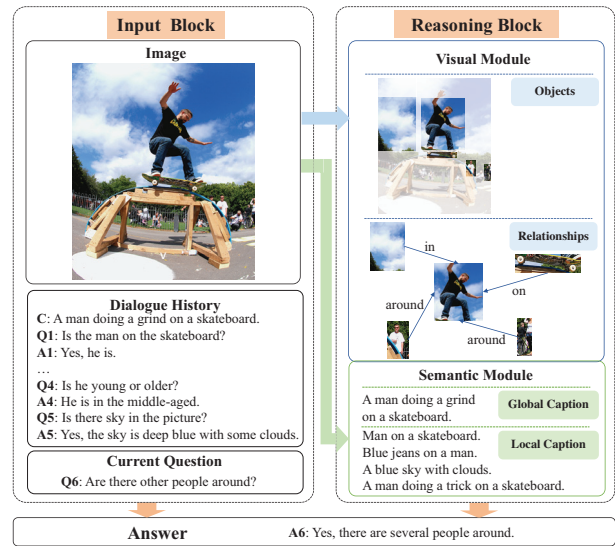 Input Block
Image
Dialogue History
C: A man doing a grind on a skateboard.
Q1: Is the man on the skateboard?
A1: Yes, he is.
...
Q4: Is he young or older?
A4: He is in the middle-aged.
Q5: Is there sky in the picture?
A5: Yes, the sky is deep blue with some clouds.
Current Question
Q6: Are there other people around?
Reasoning Block
Visual Module
Objects
Relationships
in
on
around
around
Semantic Module
A man doing a grind
on a skateboard.
Global Caption
Man on a skateboard.
Blue jeans on a man.
Local Caption
A blue sky with clouds.
A man doing a trick on a skateboard.
Answer
A6: Yes, there are several people around.